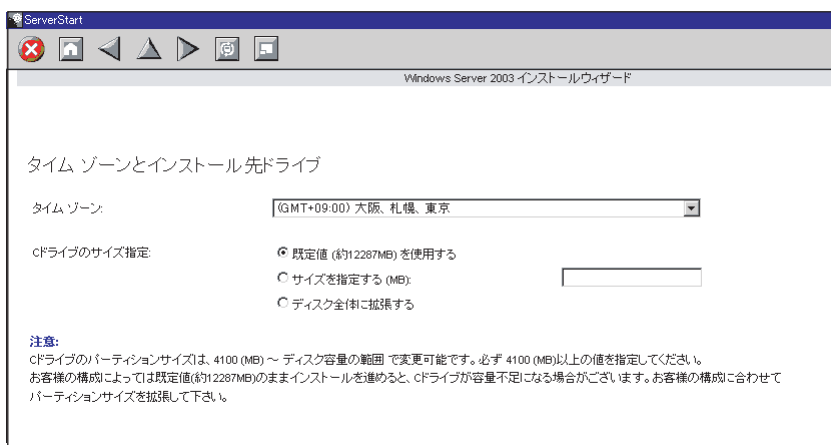 ServerStart
Windows Server 2003 インストールウィザード
タイム ゾーンとインストール先ドライブ
タイム ゾーン:
(GMT+09:00) 大阪、札幌、東京
Cドライブのサイズ指定:
既定値 (約12287MB) を使用する
サイズを指定する (MB):
ディスク全体に拡張する
注意:
Cドライブのパーティションサイズは、4100 (MB) ～ ディスク容量の範囲 で変更可能です。必ず 4100 (MB)以上の値を指定してください。
お客様の構成によっては既定値(約12287MB)のままインストールを進めると、Cドライブが容量不足になる場合がございます。お客様の構成に合わせて
パーティションサイズを拡張して下さい。